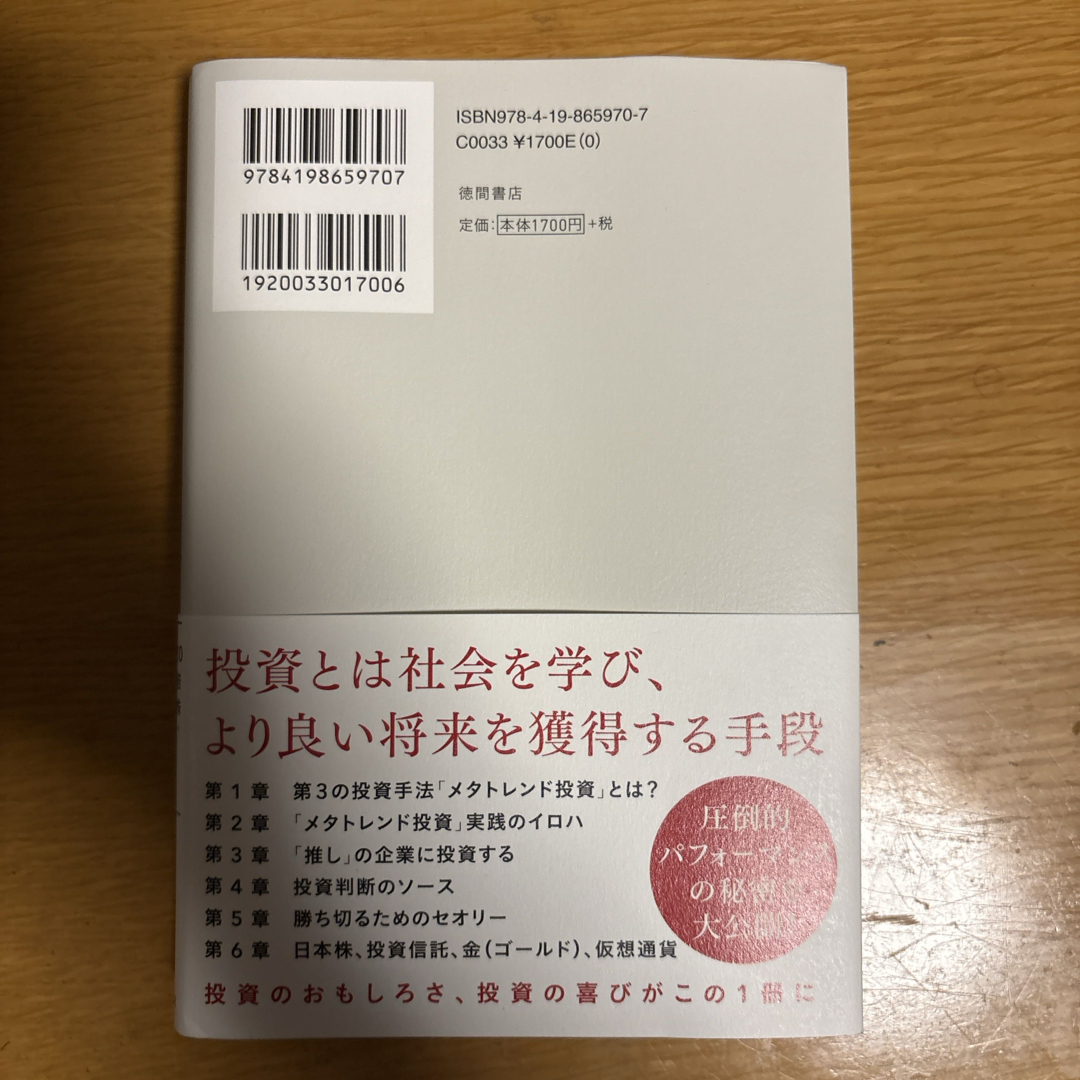 9784198659707
1920033017006
ISBN978-4-19-865970-7
C0033 ¥1700E(0)
徳間書店
定価:本体1700円+税
投資とは社会を学び、
より良い将来を獲得する手段
第1章 第3の投資手法「メタトレンド投資」とは?
第2章 「メタトレンド投資」実践のイロハ
第3章 「推し」の企業に投資する
第4章 投資判断のソース
第5章 勝ち切るためのセオリー
第6章 日本株、投資信託、金(ゴールド)、仮想通貨
圧倒的
パフォーマ
の秘
大公
投資のおもしろさ、投資の喜びがこの1冊に